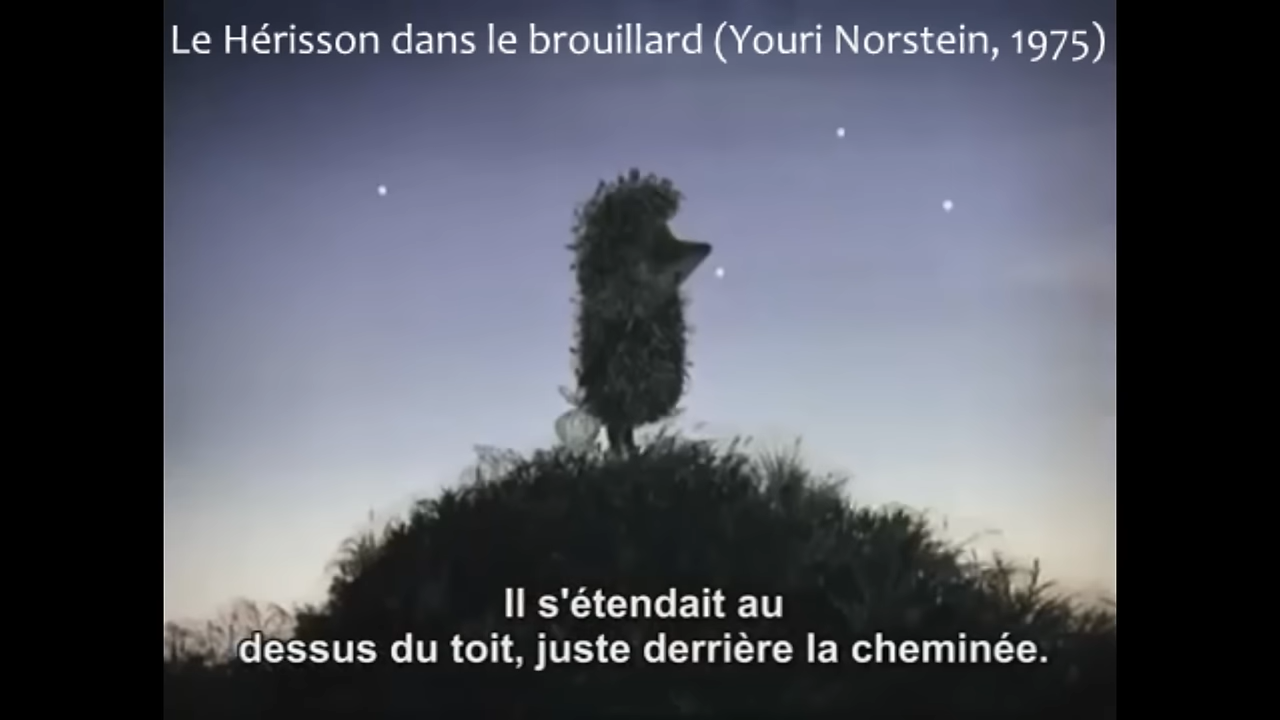 Le Hérisson dans le brouillard (Youri Norstein, 1975)
Il s'étendait au
dessus du toit, juste derrière la cheminée.